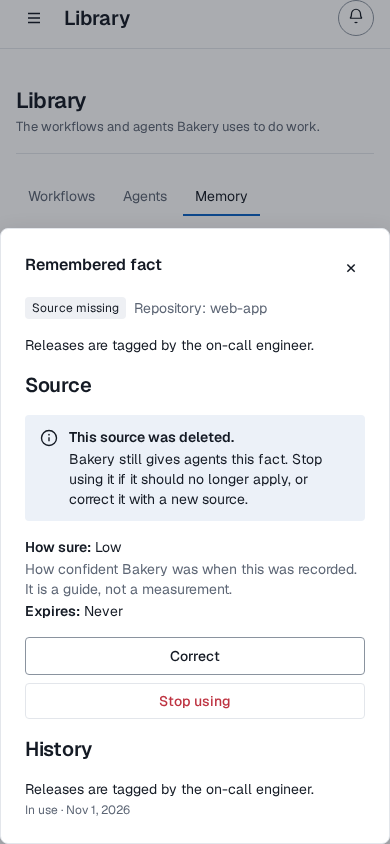 Library
Library
The workflows and agents Bakery uses to do work.
Workflows Agents Memory
Remembered fact
Source missing Repository: web-app
Releases are tagged by the on-call engineer.
Source
This source was deleted.
Bakery still gives agents this fact. Stop
using it if it should no longer apply, or
correct it with a new source.
How sure: Low
How confident Bakery was when this was recorded.
It is a guide, not a measurement.
Expires: Never
Correct
Stop using
History
Releases are tagged by the on-call engineer.
In use · Nov 1, 2026